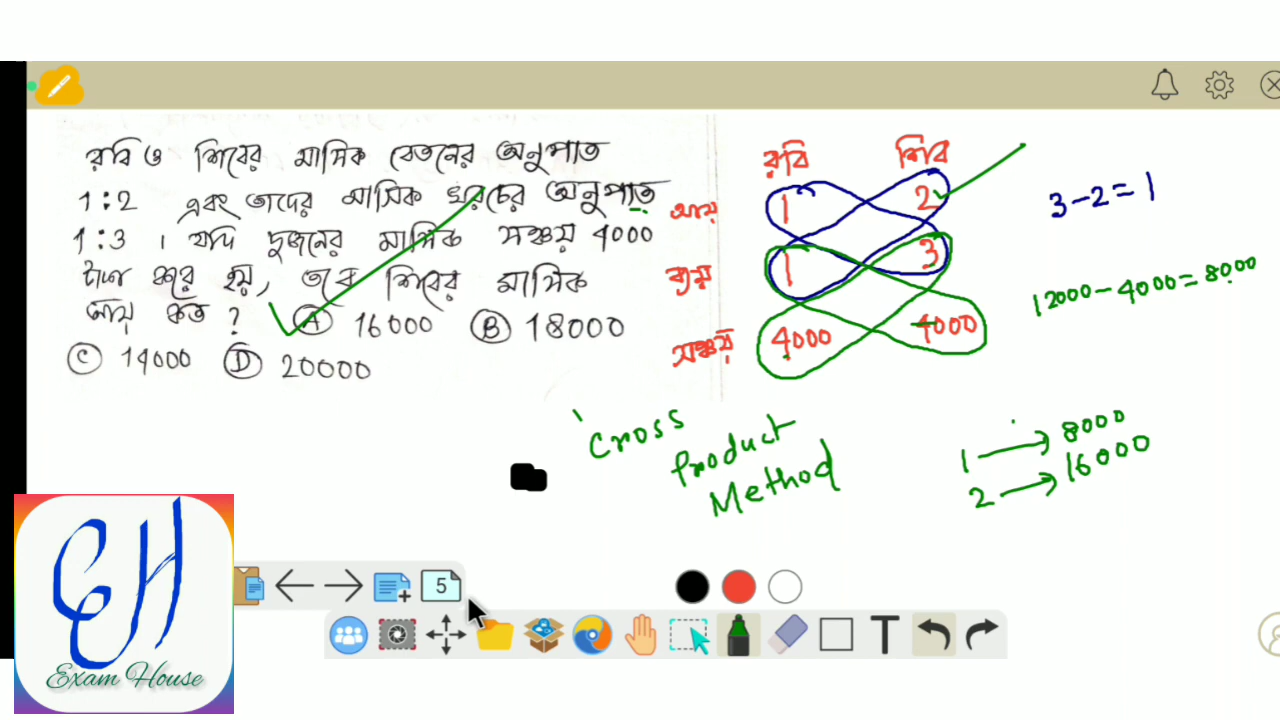 রবি ও শিবের মাসিক বেতনের অনুপাত
1:2 এবং তাদের মাসিক খরচের অনুপাত
1:3 । যদি দুজনের মাসিক সঞ্চয় 4000
টাকা করে হয়, তবে শিবের মাসিক
আয় কত ? (A) 16000 (B) 18000
(C) 14000 (D) 20000
রবি শিব
আয় 1 2
ব্যয় 1 3
সঞ্চয় 4000 4000
3-2=1
12000-4000=8000
Cross
Product
Method
1 → 8000
2 → 16000
5
T
EH
Exam House